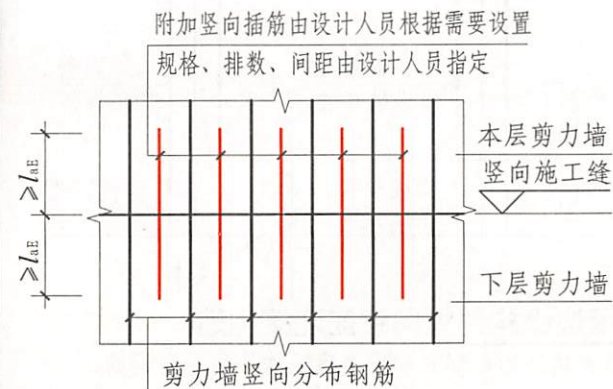 附加竖向插筋由设计人员根据需要设置
规格、排数、间距由设计人员指定
本层剪力墙
竖向施工缝
≥laE
≥laE
下层剪力墙
剪力墙竖向分布钢筋